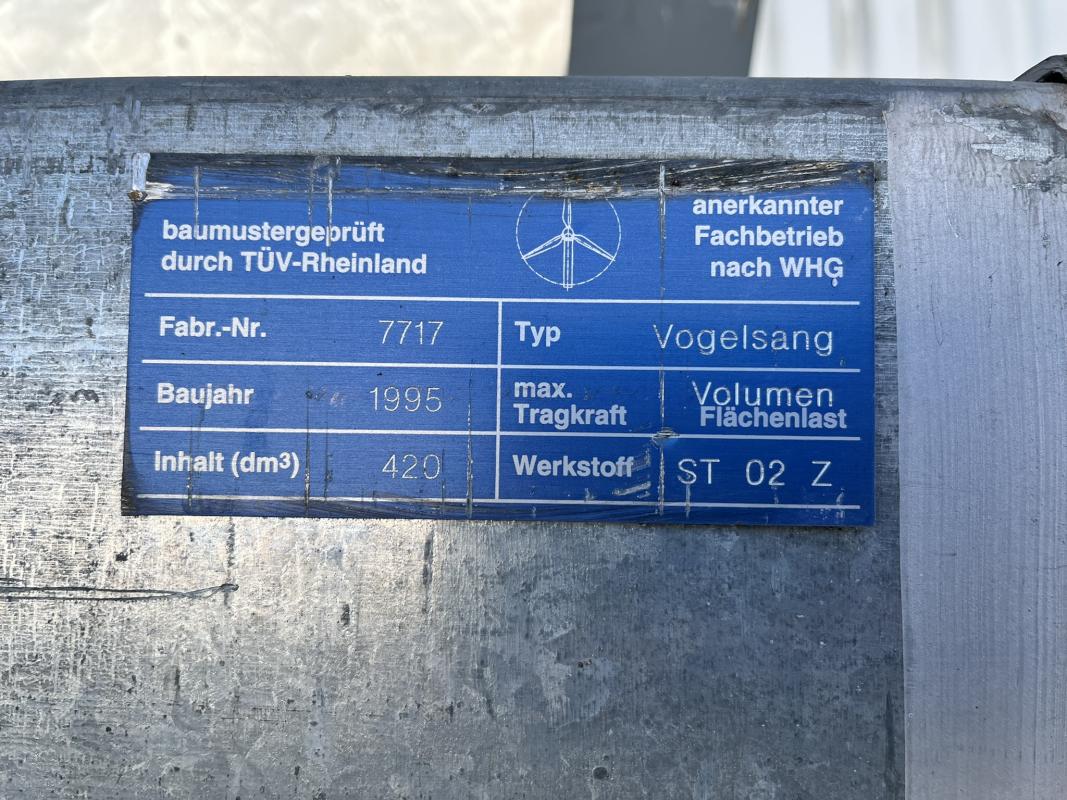 baumustergeprüft
durch TÜV-Rheinland
anerkannter
Fachbetrieb
nach WHG
Fabr.-Nr. 7717
Typ Vogelsang
Baujahr 1995
max. Volumen
Tragkraft Flächenlast
Inhalt (dm³) 420
Werkstoff ST 02 Z